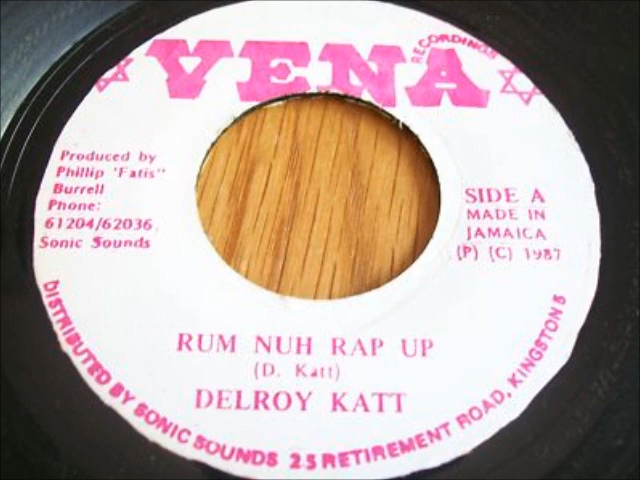 VENA
RECORDINGS
Produced by
Phillip 'Fatis"
Burrell
Phone:
61204/62036
Sonic Sounds
SIDE A
MADE IN
JAMAICA
(P) (C) 1987
RUM NUH RAP UP
(D. Katt)
DELROY KATT
DISTRIBUTED BY SONIC SOUNDS 25 RETIREMENT ROAD, KINGSTON 5